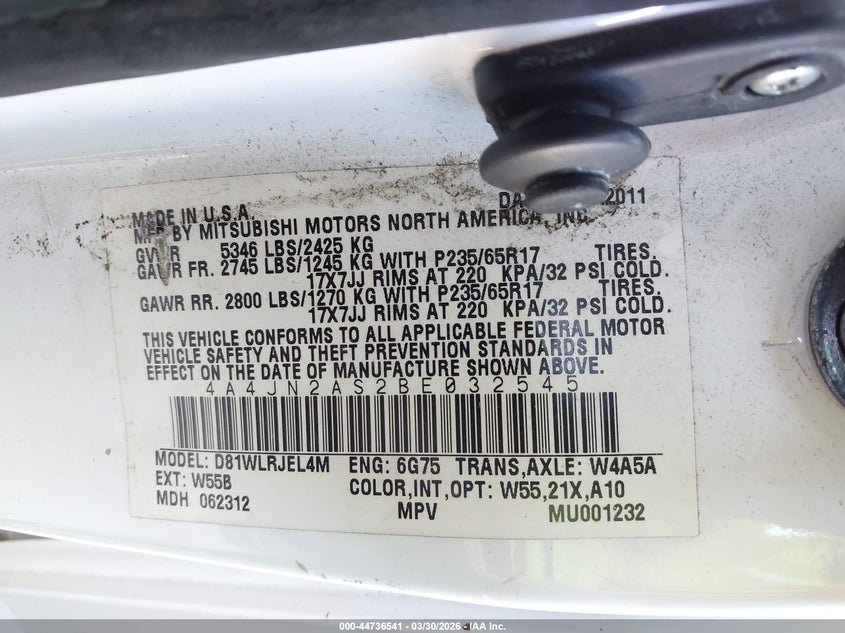 2011
MADE IN U.S.A.
MFD BY MITSUBISHI MOTORS NORTH AMERICA, INC.
GVWR 5346 LBS/2425 KG
GAWR FR. 2745 LBS/1245 KG WITH P235/65R17 TIRES.
17X7JJ RIMS AT 220 KPA/32 PSI COLD.
GAWR RR. 2800 LBS/1270 KG WITH P235/65R17 TIRES.
17X7JJ RIMS AT 220 KPA/32 PSI COLD.
THIS VEHICLE CONFORMS TO ALL APPLICABLE FEDERAL MOTOR
VEHICLE SAFETY AND THEFT PREVENTION STANDARDS IN
EFFECT ON THE DATE OF MANUFACTURE SHOWN ABOVE.
4A4JN2AS2BE032545
MODEL: D81WLRJEL4M ENG: 6G75 TRANS,AXLE: W4A5A
EXT: W55B COLOR,INT,OPT: W55,21X,A10
MDH 062312 MPV MU001232
000-44736541 - 03/30/2026 - IAA Inc.